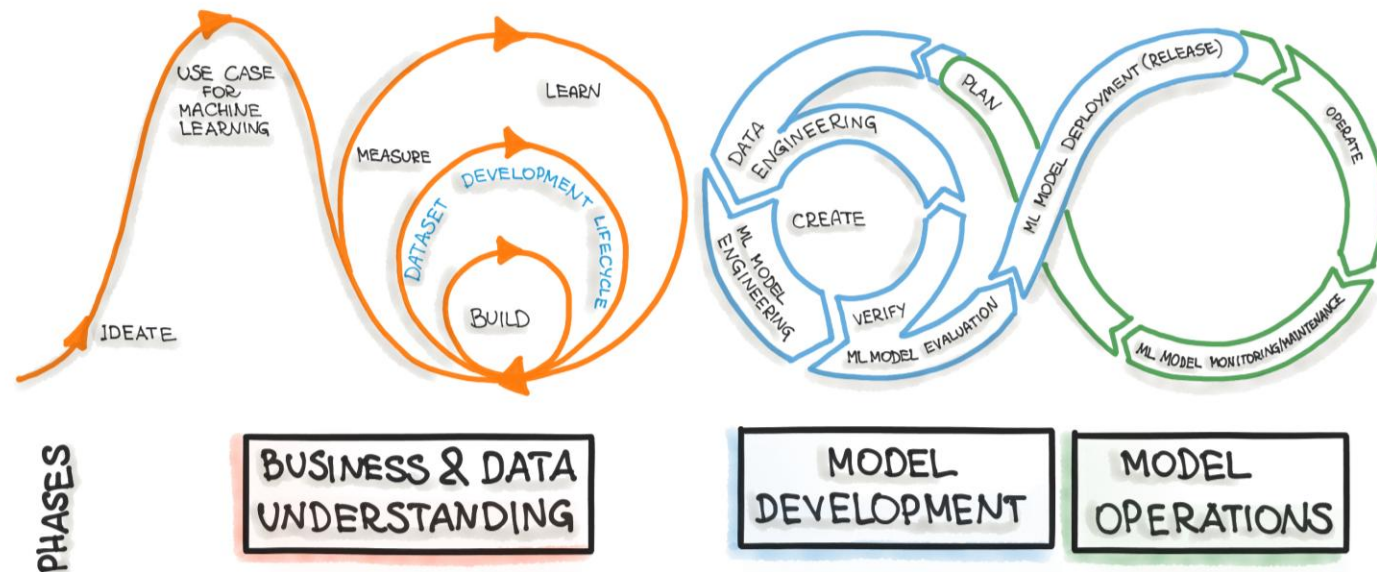 IDEATE
USE CASE
FOR
MACHINE
LEARNING
MEASURE
LEARN
DATASET DEVELOPMENT LIFECYCLE
BUILD
DATA
ENGINEERING
CREATE
ML MODEL
ENGINEERING
VERIFY
ML MODEL EVALUATION
PLAN
ML MODEL DEPLOYMENT (RELEASE)
OPERATE
ML MODEL MONITORING/MAINTENANCE
PHASES
BUSINESS & DATA
UNDERSTANDING
MODEL
DEVELOPMENT
MODEL
OPERATIONS